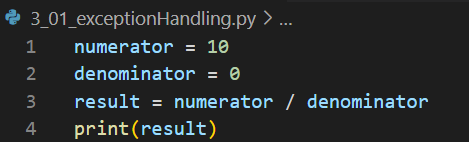 3_01_exceptionHandling.py > ...
1 numerator = 10
2 denominator = 0
3 result = numerator / denominator
4 print(result)